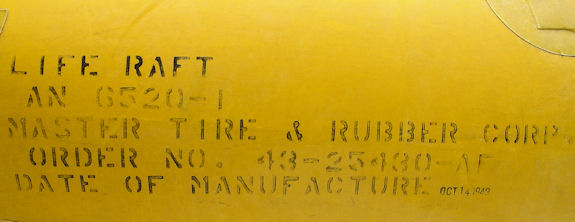 LIFE RAFT
AN 6520-1
MASTER TIRE & RUBBER CORP.
ORDER NO. 43-25430-AF
DATE OF MANUFACTURE OCT 14 1943